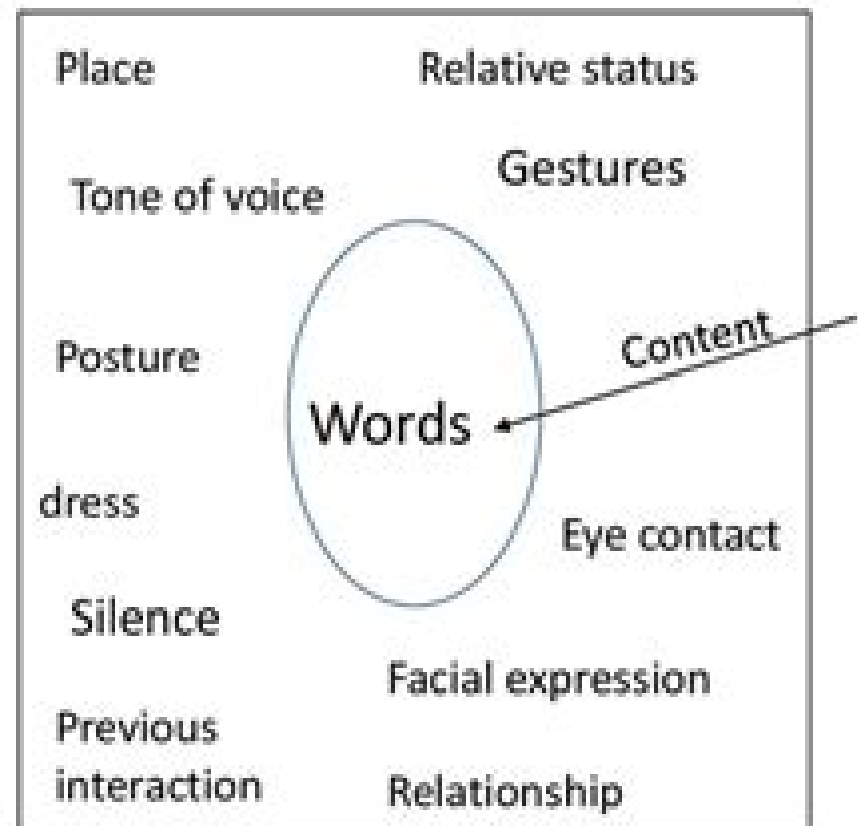 Place
Relative status
Gestures
Tone of voice
Content
Posture
Words
dress
Eye contact
Silence
Facial expression
Previous
interaction
Relationship